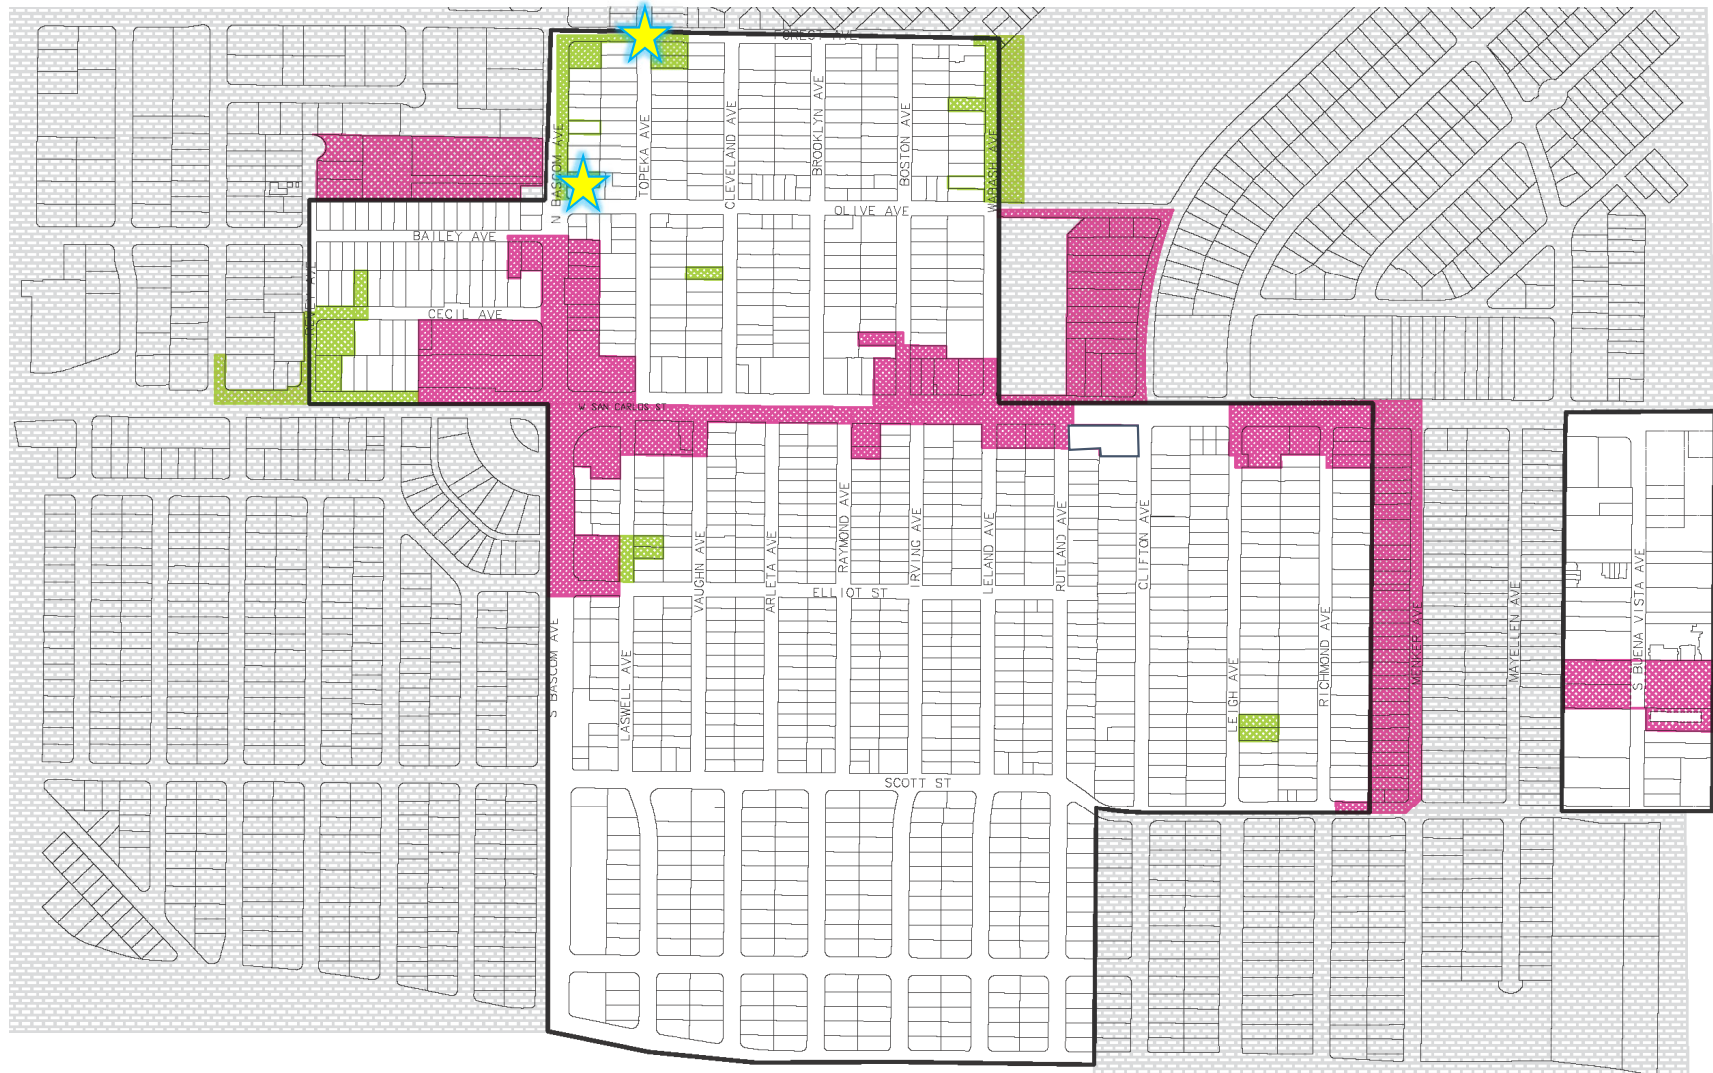 FOREST AVE
N BASCOM AVE
TOPEKA AVE
CLEVELAND AVE
BROOKLYN AVE
BOSTON AVE
WABASH AVE
OLIVE AVE
BAILEY AVE
CECIL AVE
W SAN CARLOS ST
S BASCOM AVE
LASWELL AVE
VAUGHN AVE
ARLETA AVE
RAYMOND AVE
IRVING AVE
LELAND AVE
RUTLAND AVE
CLIFTON AVE
LEIGH AVE
RICHMOND AVE
MENKER AVE
MAYELLEN AVE
S BUENA VISTA AVE
ELLIOT ST
SCOTT ST